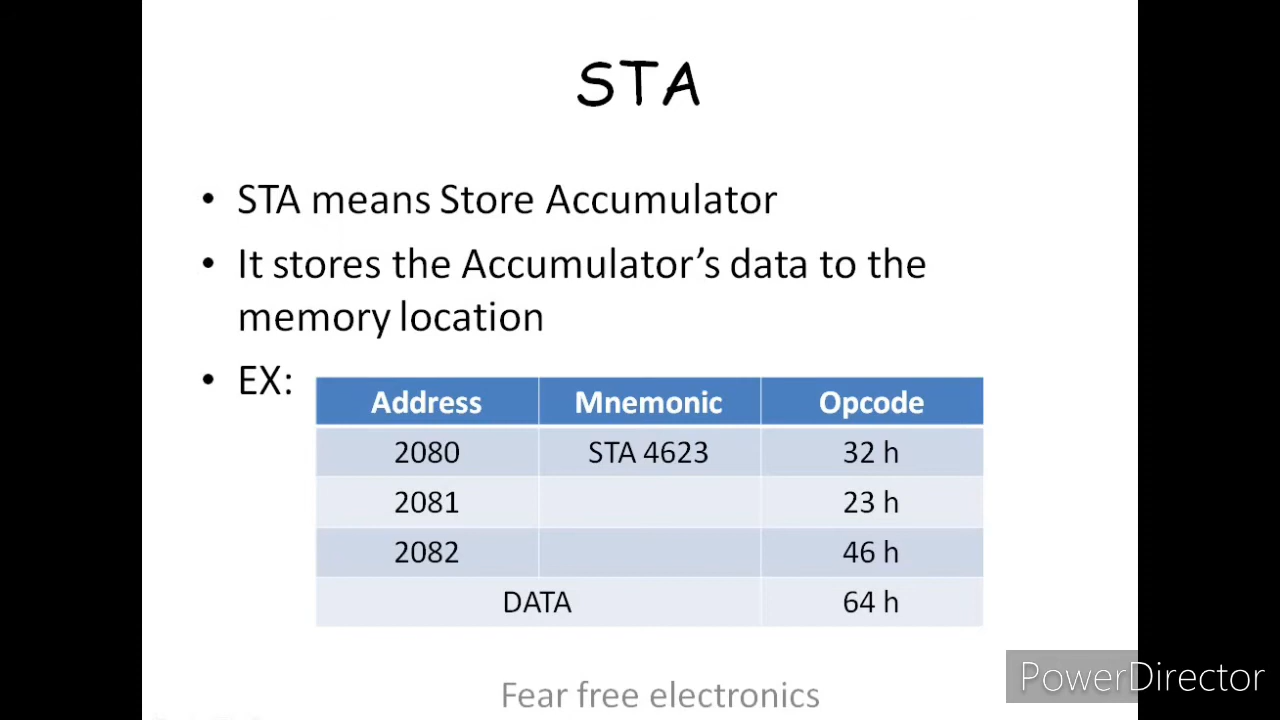 STA
• STA means Store Accumulator
• It stores the Accumulator’s data to the
memory location
• EX:
Address Mnemonic Opcode
2080 STA 4623 32 h
2081 23 h
2082 46 h
DATA 64 h
Fear free electronics
PowerDirector